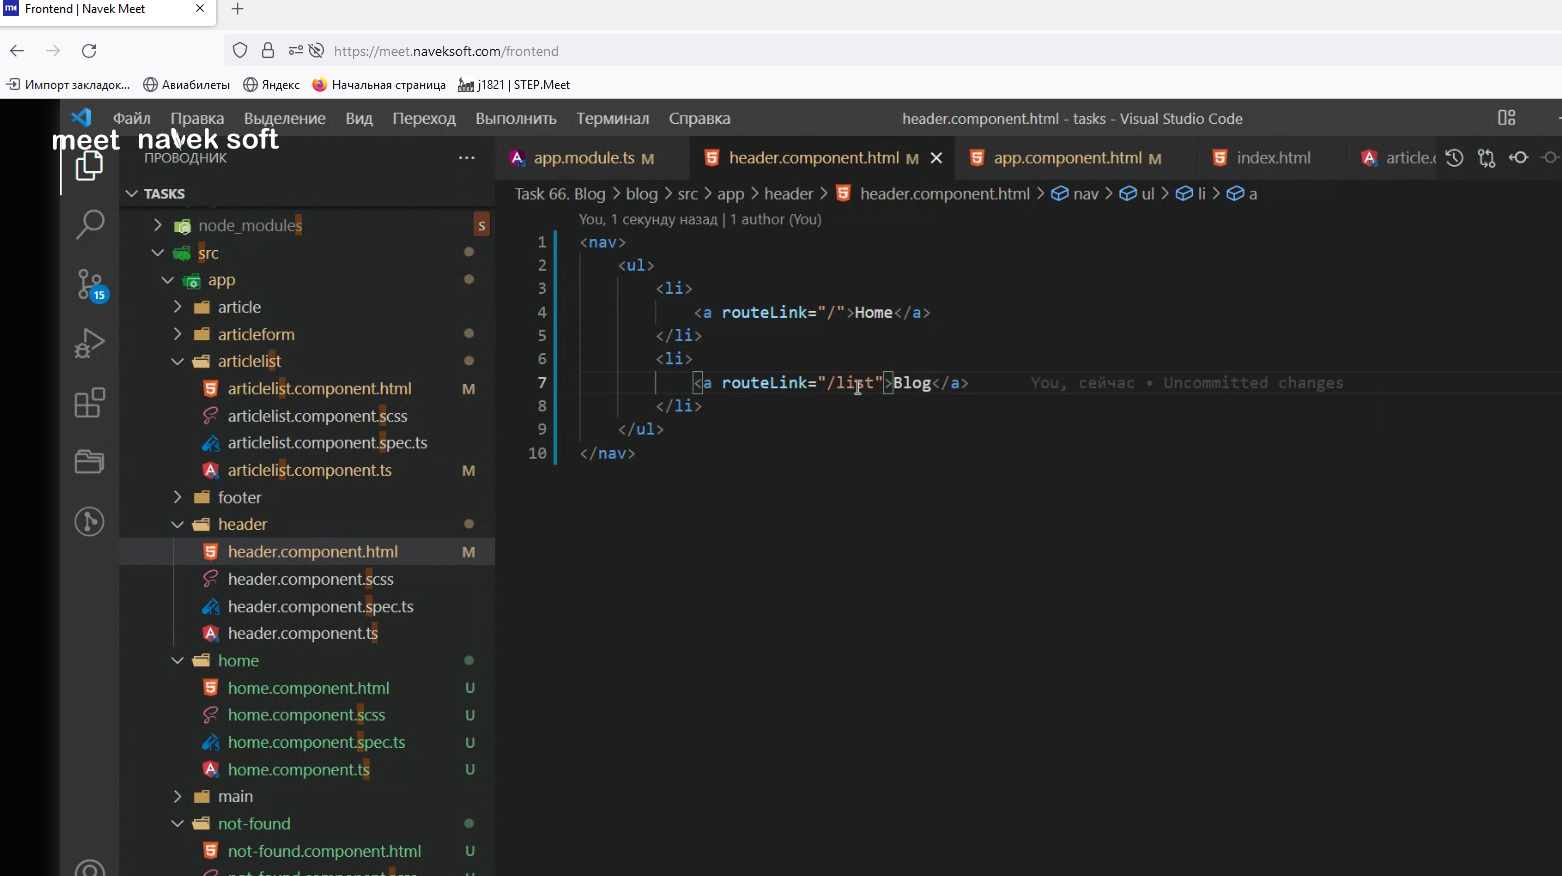 Frontend | Navek Meet
https://meet.naveksoft.com/frontend
Импорт закладок...
Авиабилеты
Яндекс
Начальная страница
j1821 | STEP.Meet
Файл Правка Выделение Вид Переход Выполнить Терминал Справка
header.component.html - tasks - Visual Studio Code
meet navek soft
ПРОВОДНИК
TASKS
node_modules S
src
app
article
articleform
articlelist
articlelist.component.html
articlelist.component.scss
articlelist.component.spec.ts
articlelist.component.ts M
footer
header
header.component.html M
header.component.scss
header.component.spec.ts
header.component.ts
home
home.component.html U
home.component.scss U
home.component.spec.ts U
home.component.ts U
main
not-found
not-found.component.html U
15
app.module.ts M
header.component.html M
app.component.html M
index.html
article.c
Task 66. Blog > blog > src > app > header > header.component.html > nav > ul > li > a
You, 1 секунду назад | 1 author (You)
1 <nav>
2 <ul>
3 <li>
4 <a routeLink="/">Home</a>
5 </li>
6 <li>
7 <a routeLink="/list">Blog</a> You, сейчас • Uncommitted changes
8 </li>
9 </ul>
10 </nav>